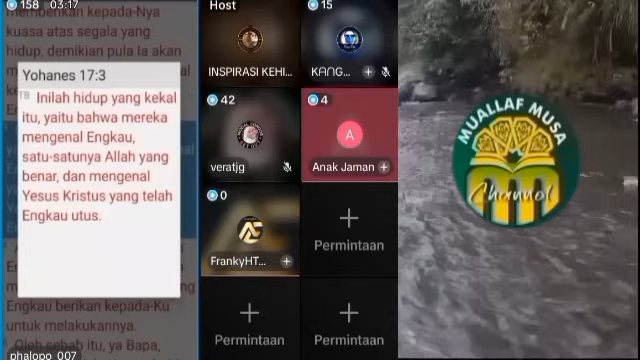 158 03:17
memberikan kepada-Nya
kuasa atas segala yang
hidup, demikian pula Ia akan
Yohanes 17:3
TB Inilah hidup yang kekal
itu, yaitu bahwa mereka
mengenal Engkau,
satu-satunya Allah yang
benar, dan mengenal
Yesus Kristus yang telah
Engkau utus.
Engkau berikan kepada-Ku
untuk melakukannya.
Oleh sebab itu, ya Bapa,
phalopo_007
Host
INSPIRASI KEHI...
15
KANG...
42
veratjg
4
A
Anak Jaman
0
FrankyHT...
Permintaan
Permintaan
Permintaan
MUALLAF MUSA
Channel